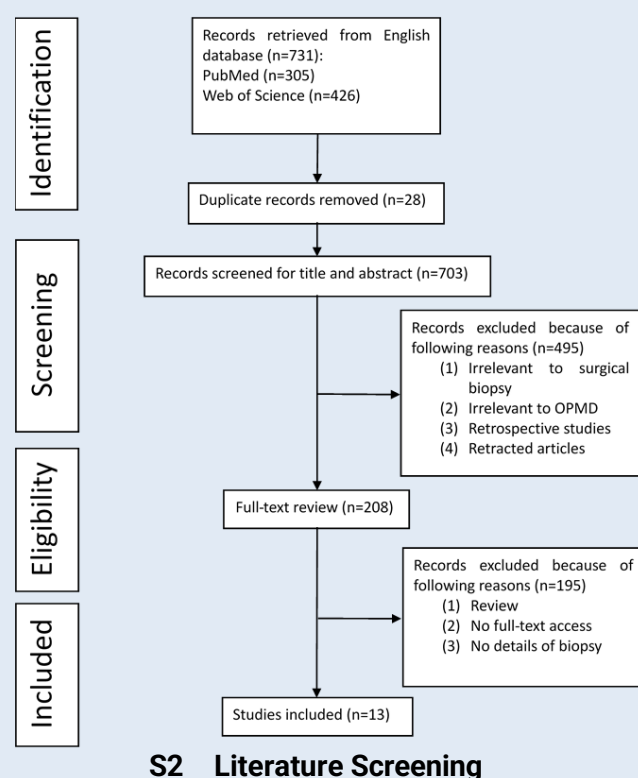 Identification
Records retrieved from English
database (n=731):
PubMed (n=305)
Web of Science (n=426)
Duplicate records removed (n=28)
Screening
Records screened for title and abstract (n=703)
Records excluded because of
following reasons (n=495)
(1) Irrelevant to surgical
biopsy
(2) Irrelevant to OPMD
(3) Retrospective studies
(4) Retracted articles
Eligibility
Full-text review (n=208)
Records excluded because of
following reasons (n=195)
(1) Review
(2) No full-text access
(3) No details of biopsy
Included
Studies included (n=13)
S2 Literature Screening